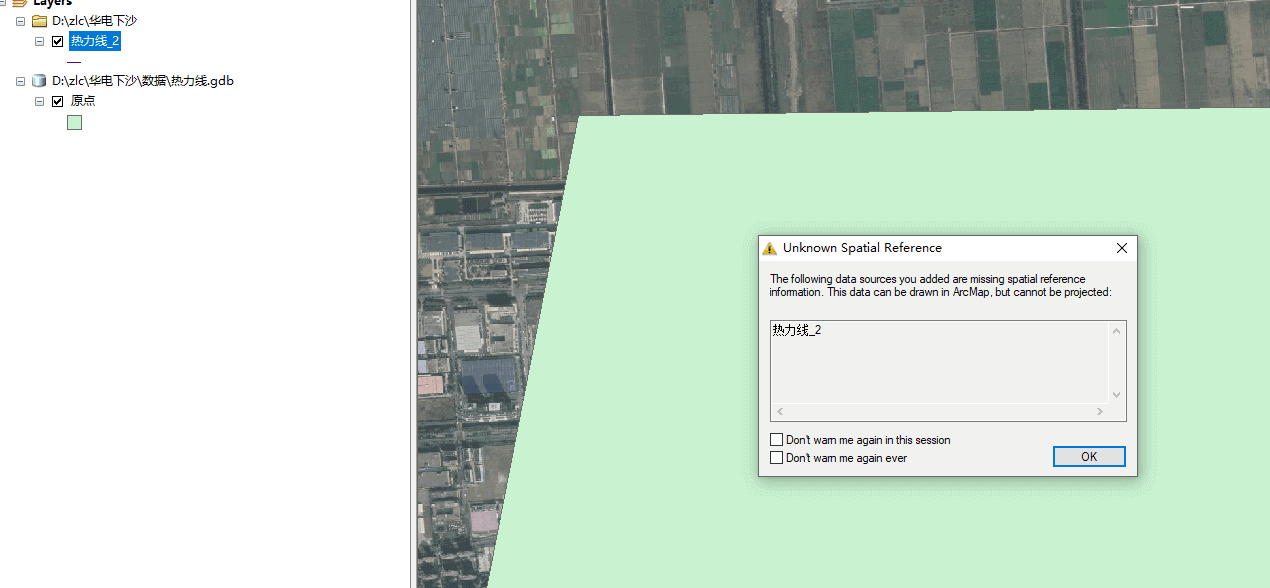 Layers
D:\zlc\华电下沙
热力线_2
D:\zlc\华电下沙\数据\热力线.gdb
原点
Unknown Spatial Reference
The following data sources you added are missing spatial reference
information. This data can be drawn in ArcMap, but cannot be projected:
热力线_2
Don't warn me again in this session
Don't warn me again ever
OK